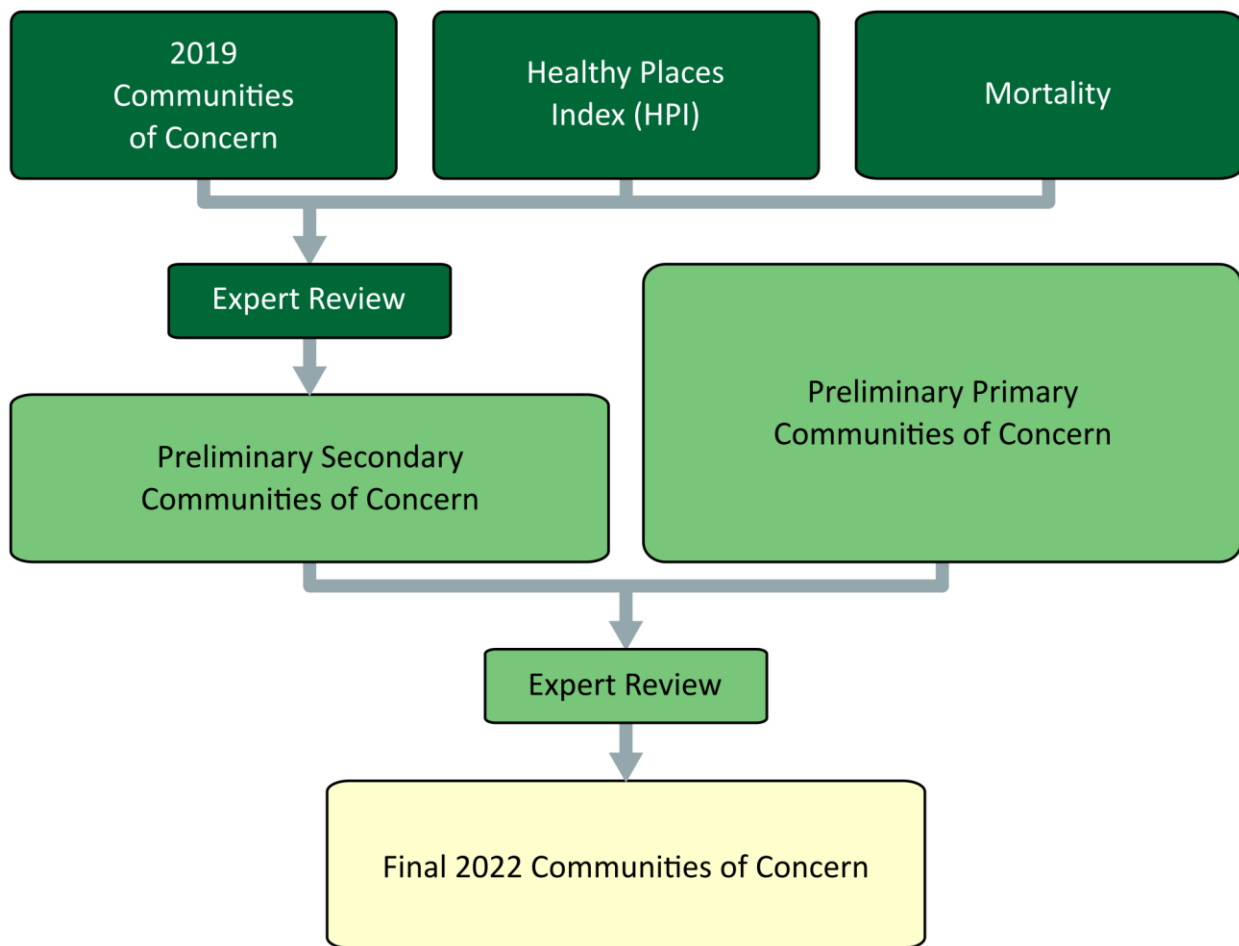 2019
Communities
of Concern
Healthy Places
Index (HPI)
Mortality
Expert Review
Preliminary Primary
Communities of Concern
Preliminary Secondary
Communities of Concern
Expert Review
Final 2022 Communities of Concern